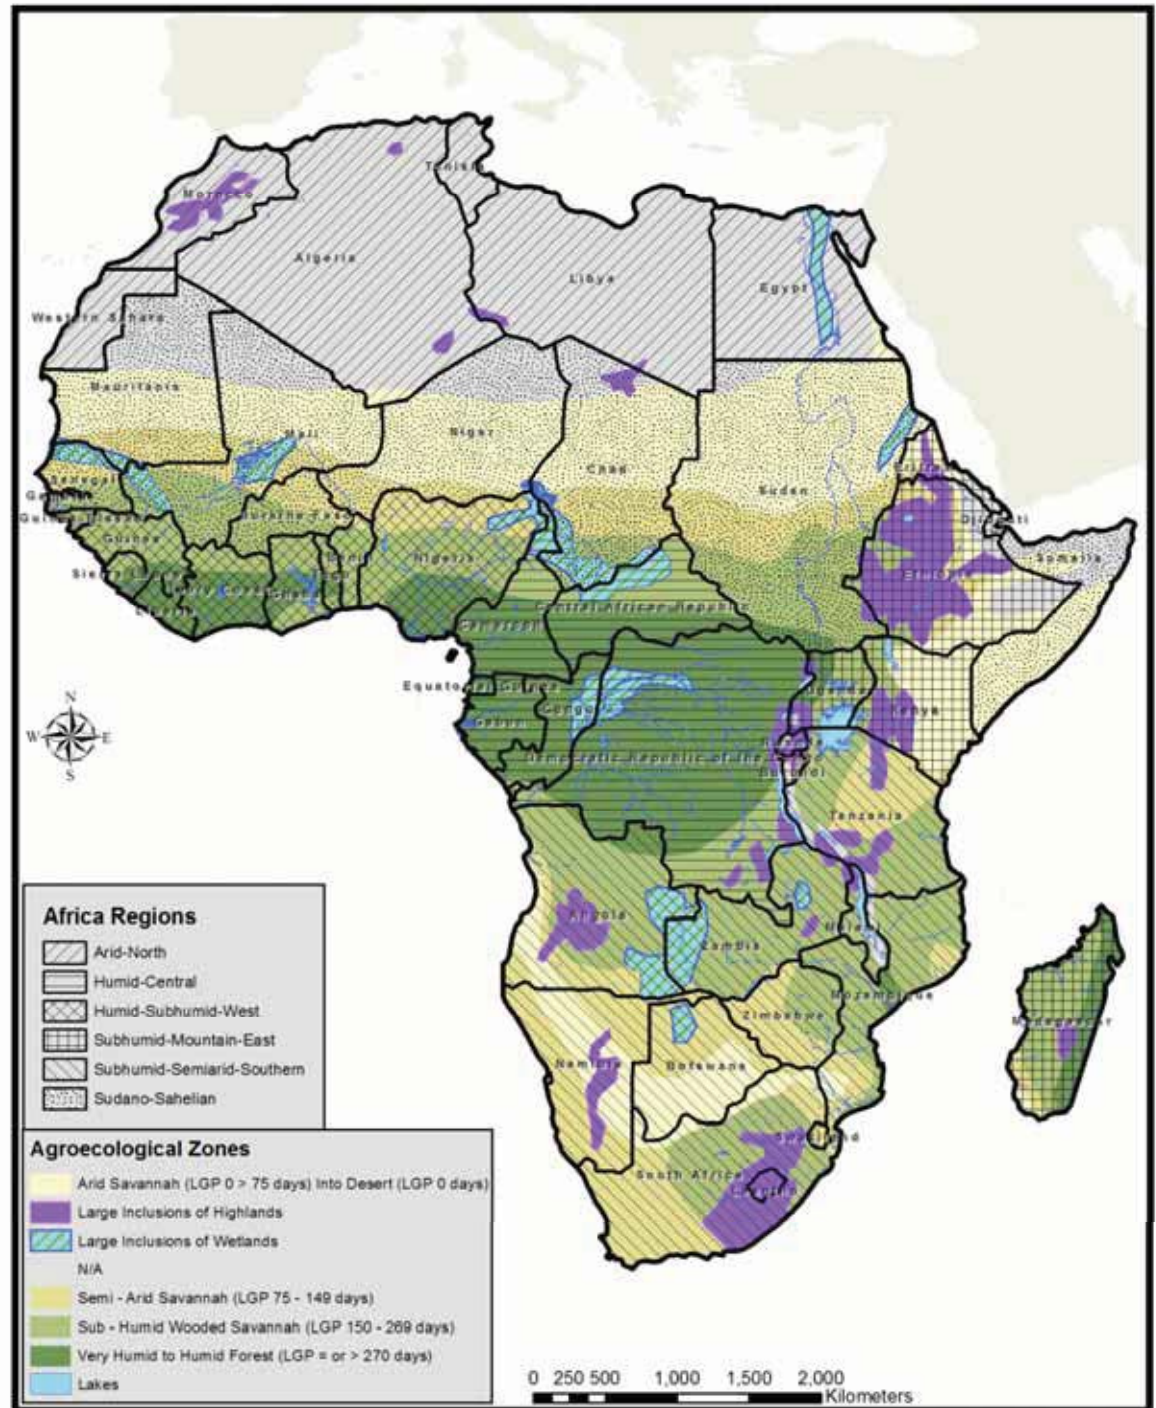 Morocco
Tunisia
Algeria
Libya
Egypt
Western Sahara
Mauritania
Mali
Niger
Chad
Sudan
Eritrea
Senegal
Djibouti
Burkina Faso
Guinea
Benin
Nigeria
Somalia
Ethiopia
Sierra Leone
Ivory Coast
Ghana
Liberia
Central African Republic
Cameroon
Equatorial Guinea
Uganda
Kenya
Congo
Gabon
Rwanda
Democratic Republic of the Congo
Burundi
Tanzania
Angola
Malawi
Zambia
Mozambique
Zimbabwe
Madagascar
Namibia
Botswana
Swaziland
South Africa
Lesotho
N
W E
S
Africa Regions
Arid-North
Humid-Central
Humid-Subhumid-West
Subhumid-Mountain-East
Subhumid-Semiarid-Southern
Sudano-Sahelian
Agroecological Zones
Arid Savannah (LGP 0 > 75 days) Into Desert (LGP 0 days)
Large Inclusions of Highlands
Large Inclusions of Wetlands
N/A
Semi - Arid Savannah (LGP 75 - 149 days)
Sub - Humid Wooded Savannah (LGP 150 - 269 days)
Very Humid to Humid Forest (LGP = or > 270 days)
Lakes
0 250 500 1,000 1,500 2,000
Kilometers